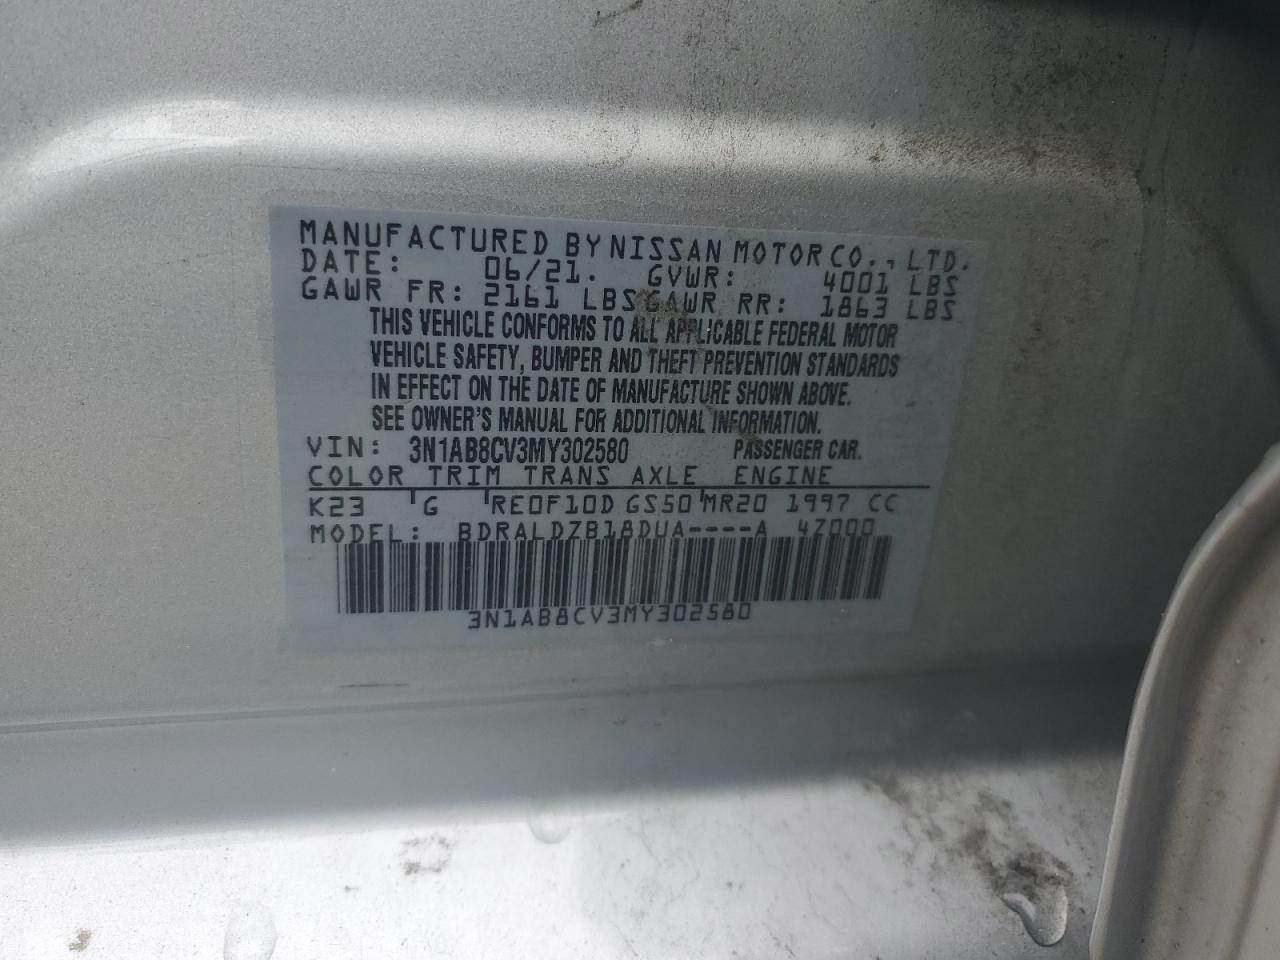 MANUFACTURED BY NISSAN MOTOR CO., LTD.
DATE: 06/21. GVWR: 4001 LBS
GAWR FR: 2161 LBS GAWR RR: 1863 LBS
THIS VEHICLE CONFORMS TO ALL APPLICABLE FEDERAL MOTOR
VEHICLE SAFETY, BUMPER AND THEFT PREVENTION STANDARDS
IN EFFECT ON THE DATE OF MANUFACTURE SHOWN ABOVE.
SEE OWNER'S MANUAL FOR ADDITIONAL INFORMATION.
VIN: 3N1AB8CV3MY302580 PASSENGER CAR.
COLOR TRIM TRANS AXLE ENGINE
K23 G RE0F10D GS50 MR20 1997 CC
MODEL: BDRALDZB18DUA----A 4Z000
3N1AB8CV3MY302580